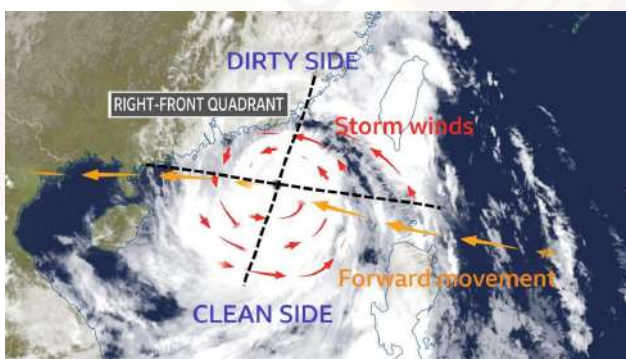 DIRTY SIDE
RIGHT-FRONT QUADRANT
Storm winds
Forward movement
CLEAN SIDE